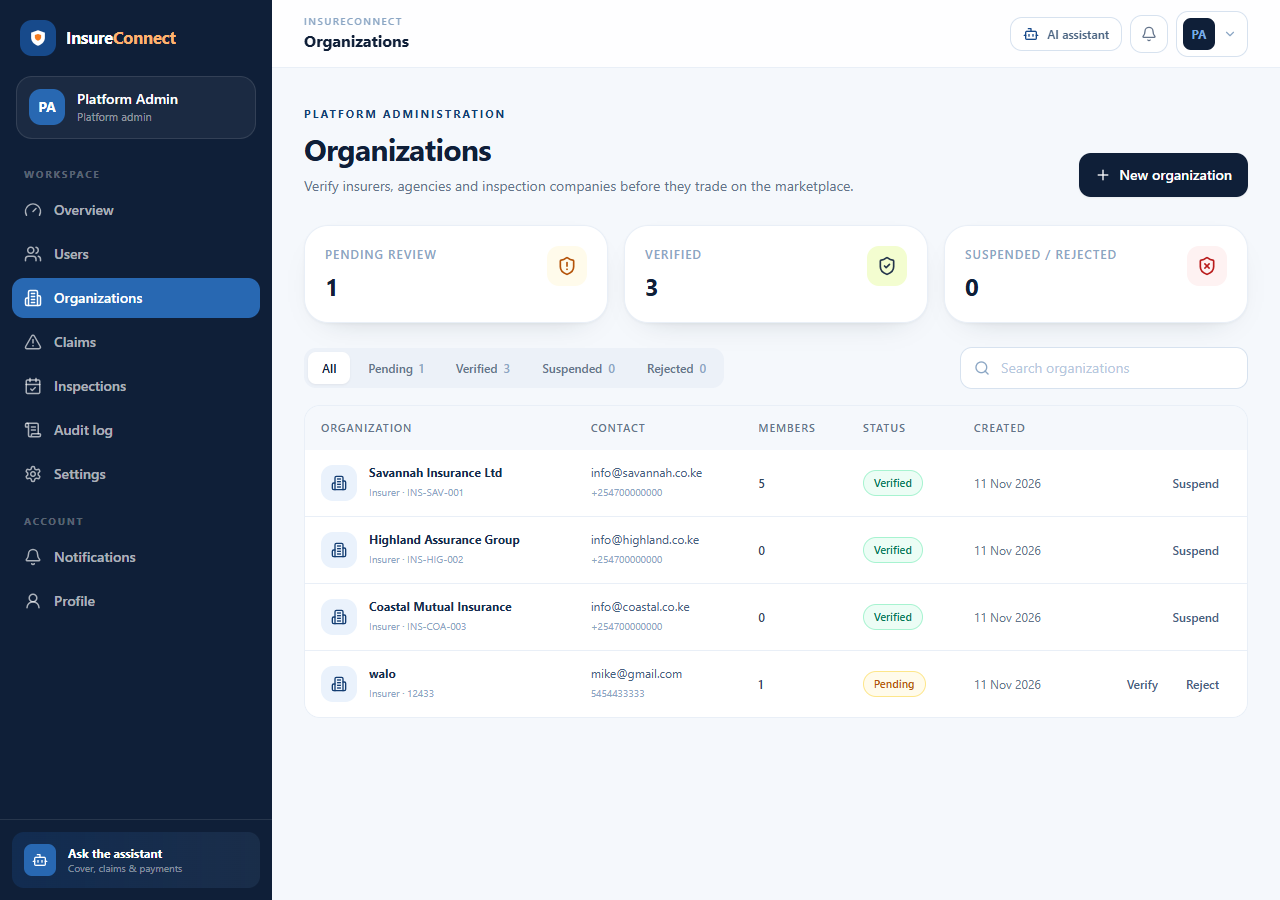 InsureConnect
PA
Platform Admin
Platform admin
WORKSPACE
Overview
Users
Organizations
Claims
Inspections
Audit log
Settings
ACCOUNT
Notifications
Profile
Ask the assistant
Cover, claims & payments
INSURECONNECT
Organizations
AI assistant
PA
PLATFORM ADMINISTRATION
Organizations
Verify insurers, agencies and inspection companies before they trade on the marketplace.
New organization
PENDING REVIEW
1
VERIFIED
3
SUSPENDED / REJECTED
0
All Pending 1 Verified 3 Suspended 0 Rejected 0
Search organizations
ORGANIZATION CONTACT MEMBERS STATUS CREATED
Savannah Insurance Ltd info@savannah.co.ke
Insurer · INS-SAV-001 +254700000000
5 Verified 11 Nov 2026 Suspend
Highland Assurance Group info@highland.co.ke
Insurer · INS-HIG-002 +254700000000
0 Verified 11 Nov 2026 Suspend
Coastal Mutual Insurance info@coastal.co.ke
Insurer · INS-COA-003 +254700000000
0 Verified 11 Nov 2026 Suspend
walo mike@gmail.com
Insurer · 12433 5454433333
1 Pending 11 Nov 2026 Verify Reject